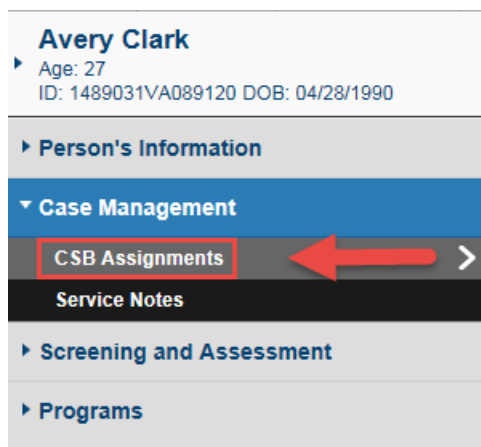 Avery Clark
Age: 27
ID: 1489031VA089120 DOB: 04/28/1990
Person's Information
Case Management
CSB Assignments
Service Notes
Screening and Assessment
Programs